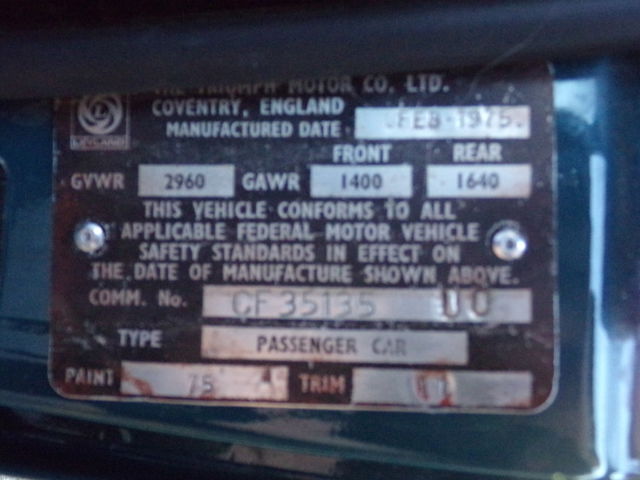 THE TRIUMPH MOTOR CO. LTD.
COVENTRY, ENGLAND
LEYLAND
MANUFACTURED DATE FEB 1975
FRONT REAR
GVWR 2960 GAWR 1400 1640
THIS VEHICLE CONFORMS TO ALL
APPLICABLE FEDERAL MOTOR VEHICLE
SAFETY STANDARDS IN EFFECT ON
THE DATE OF MANUFACTURE SHOWN ABOVE.
COMM. No. CF 35135 UO
TYPE PASSENGER CAR
PAINT 75 TRIM